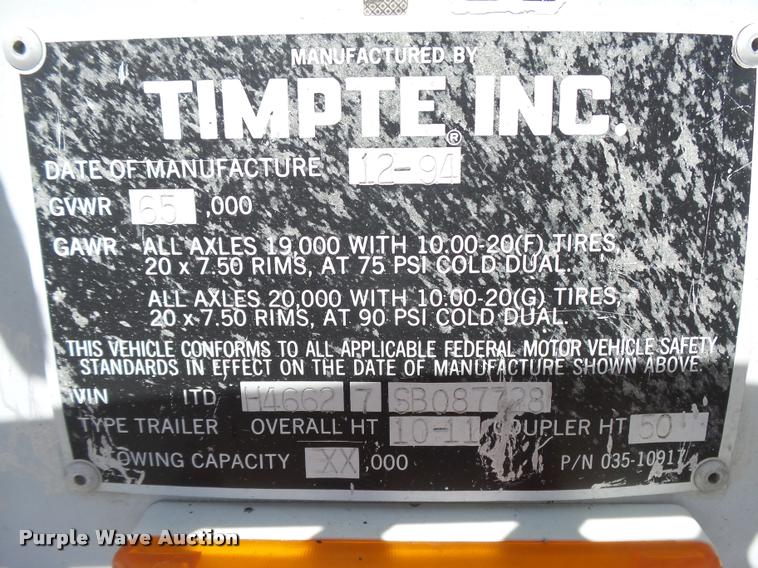 MANUFACTURED BY
TIMPTE INC.
®
DATE OF MANUFACTURE 12-94
GVWR 65 ,000
GAWR ALL AXLES 19,000 WITH 10.00-20(F) TIRES,
20 x 7.50 RIMS, AT 75 PSI COLD DUAL.
ALL AXLES 20,000 WITH 10.00-20(G) TIRES,
20 x 7.50 RIMS, AT 90 PSI COLD DUAL.
THIS VEHICLE CONFORMS TO ALL APPLICABLE FEDERAL MOTOR VEHICLE SAFETY
STANDARDS IN EFFECT ON THE DATE OF MANUFACTURE SHOWN ABOVE.
VIN 1TD H4662 7 SB087728
TYPE TRAILER OVERALL HT 10-11 COUPLER HT 50"
TOWING CAPACITY XX ,000 P/N 035-10917
Purple Wave Auction